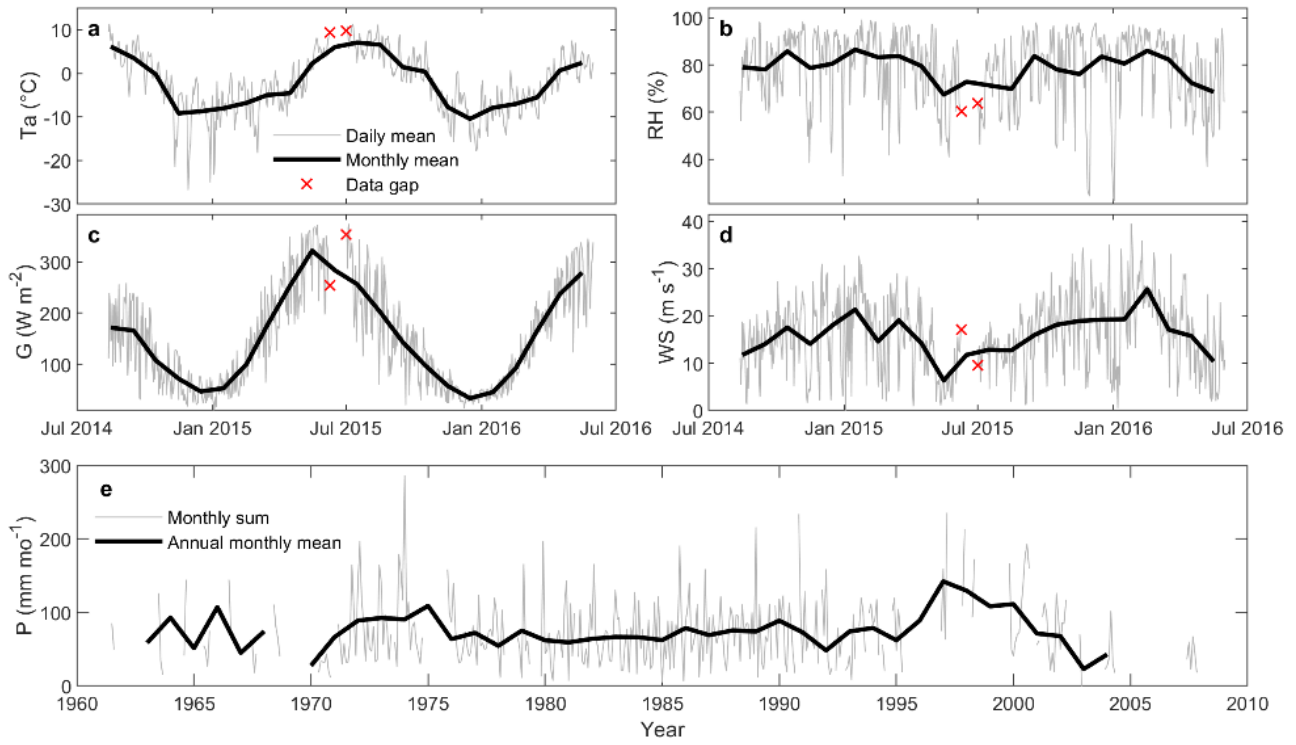 a
10
0
-10
-20
-30
Ta (°C)
Daily mean
Monthly mean
Data gap
b
100
80
60
40
RH (%)
c
300
200
100
G (W m-2)
Jul 2014 Jan 2015 Jul 2015 Jan 2016 Jul 2016
d
40
30
20
10
0
WS (m s-1)
Jul 2014 Jan 2015 Jul 2015 Jan 2016 Jul 2016
e
300
200
100
0
P (mm mo-1)
Monthly sum
Annual monthly mean
1960 1965 1970 1975 1980 1985 1990 1995 2000 2005 2010
Year